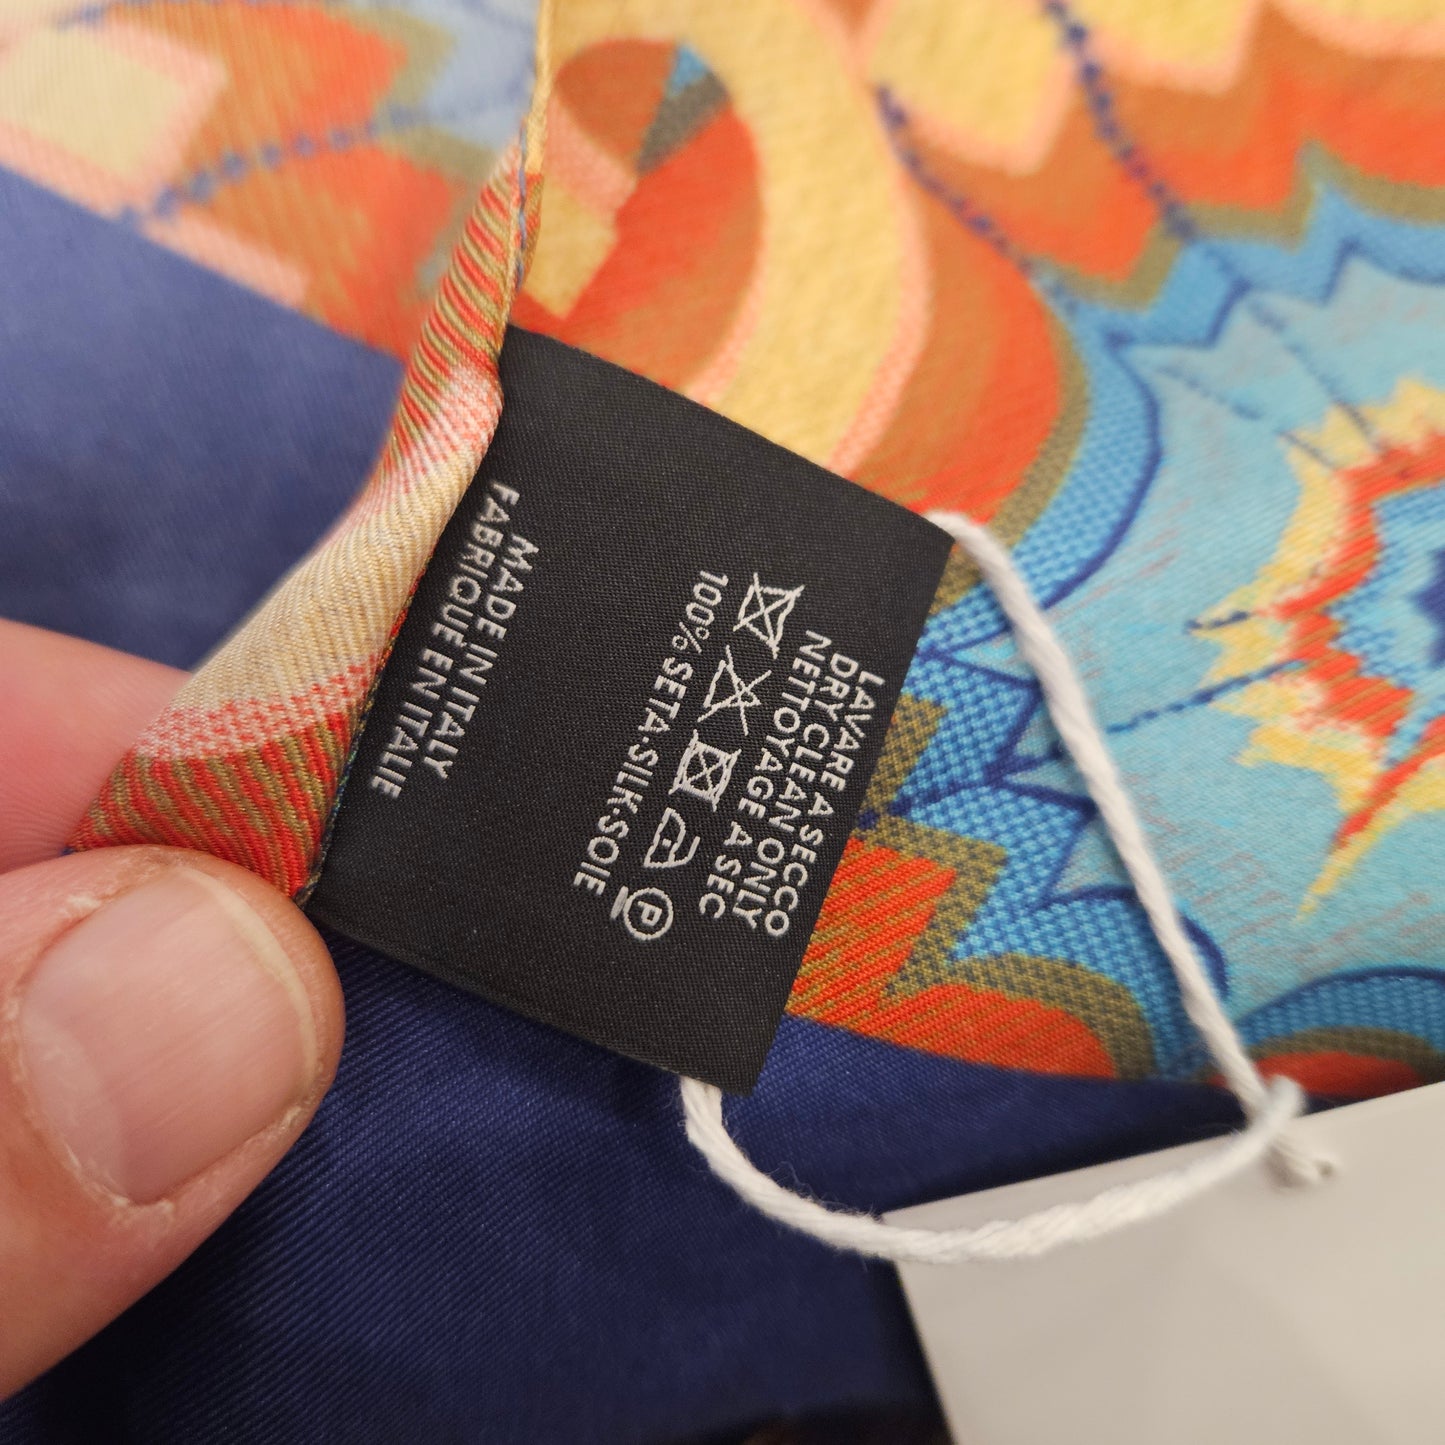 LAVARE A SECCO
DRY CLEAN ONLY
NETTOYAGE A SEC
P
100% SETA·SILK·SOIE
MADE IN ITALY
FABRIQUE EN ITALIE